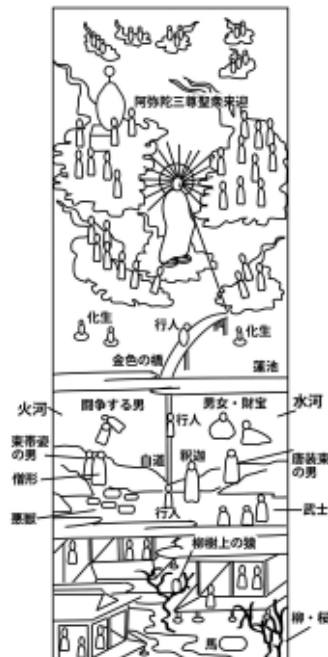 阿弥陀三尊聖衆来迎
化生
行人
化生
金色の橋
蓮池
火河
闘争する男
男女・財宝
水河
行人
束帯姿
の男
白道
釈迦
唐装束
の男
僧形
悪獣
行人
武士
柳樹上の猿
柳・桜
馬